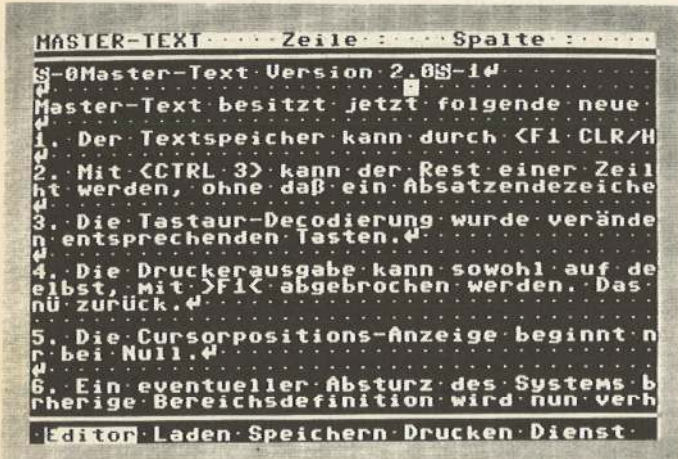 MASTER-TEXT Zeile : Spalte :
S-0Master-Text Version 2.0S-1
Master-Text besitzt jetzt folgende neue
1. Der Textspeicher kann durch <F1 CLR/H
2. Mit <CTRL 3> kann der Rest einer Zeil
ht werden, ohne daß ein Absatzendezeiche
3. Die Tastaur-Decodierung wurde verände
n entsprechenden Tasten.
4. Die Druckerausgabe kann sowohl auf de
elbst, mit >F1< abgebrochen werden. Das
nü zurück.
5. Die Cursorpositions-Anzeige beginnt n
r bei Null.
6. Ein eventueller Absturz des Systems b
rherige Bereichsdefinition wird nun verh
Editor Laden Speichern Drucken Dienst